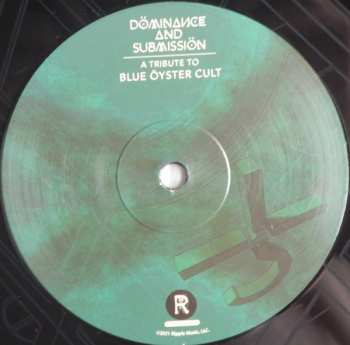 DÖMINANCE
AND
SUBMISSIÖN
A TRIBUTE TO
BLUE ÖYSTER CULT
R
©2021 Ripple Music, LLC.